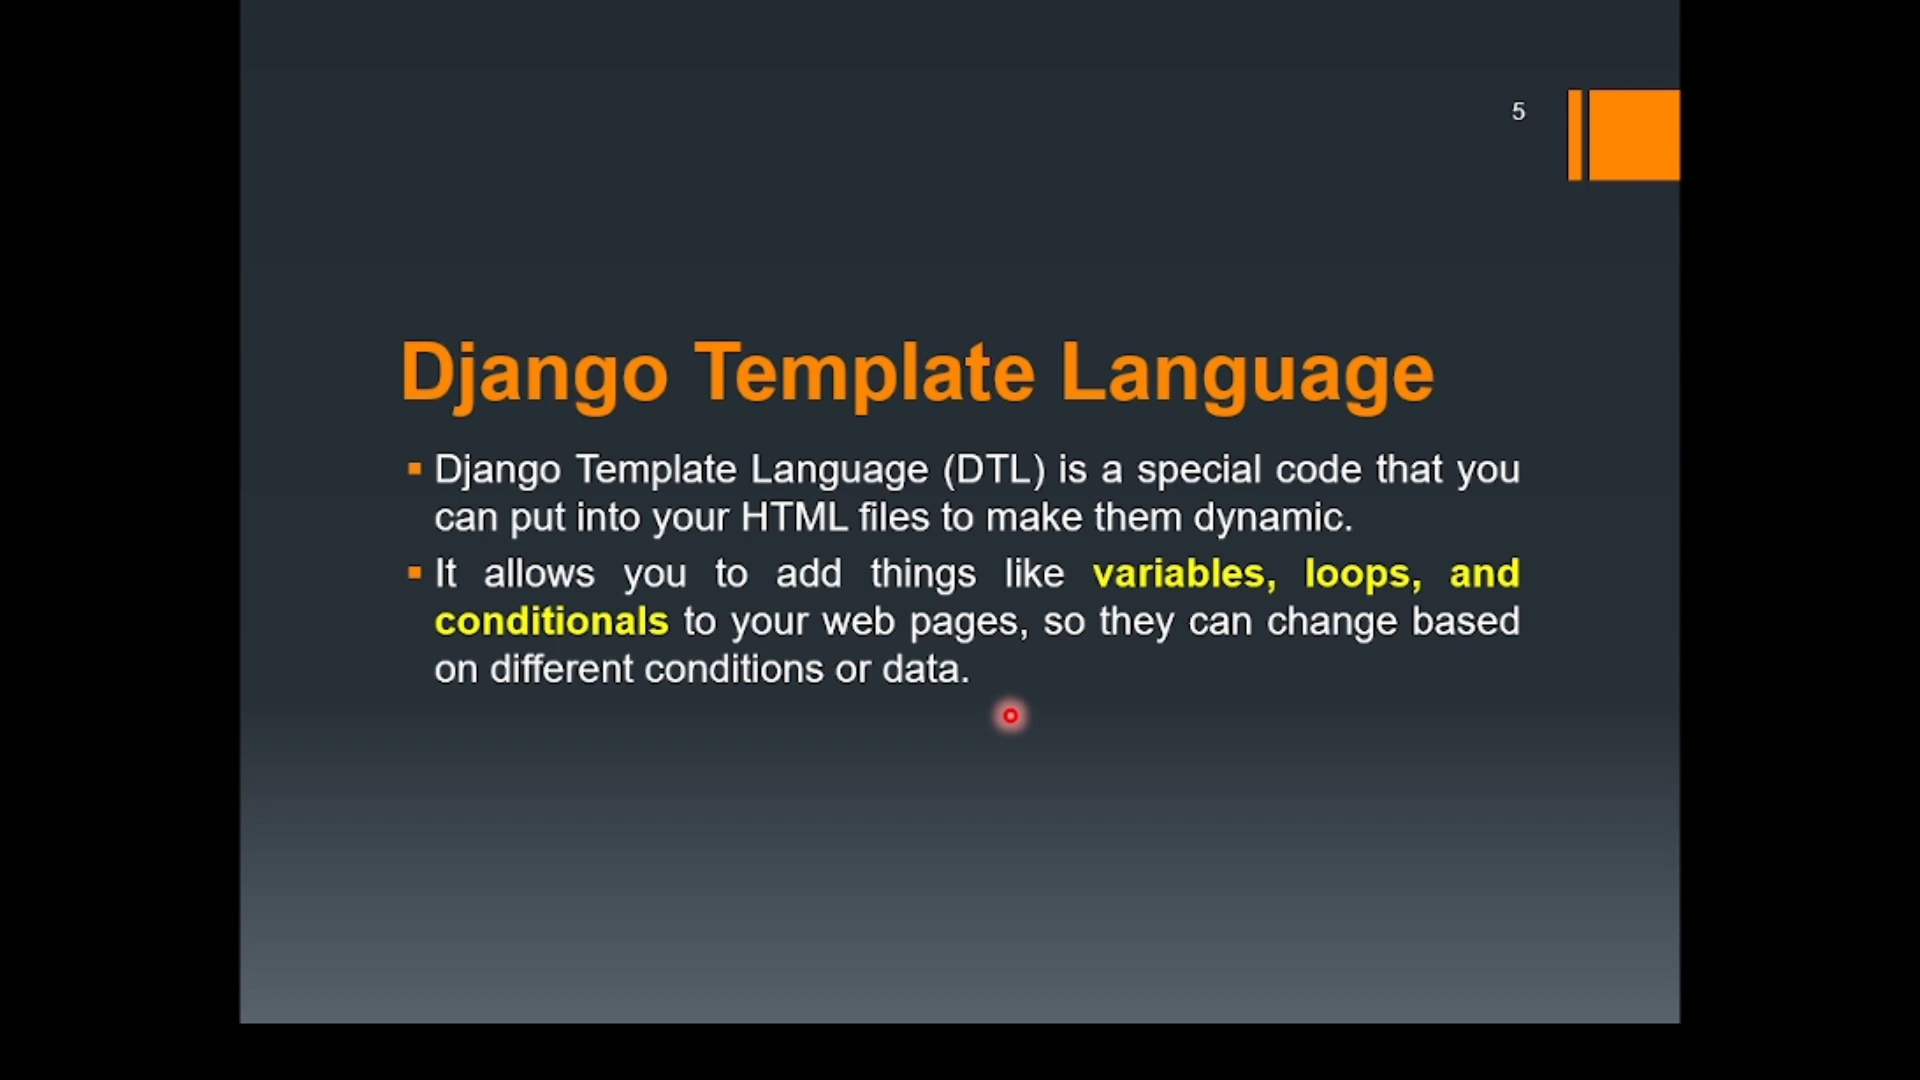 5
Django Template Language
▪ Django Template Language (DTL) is a special code that you
can put into your HTML files to make them dynamic.
▪ It allows you to add things like variables, loops, and
conditionals to your web pages, so they can change based
on different conditions or data.